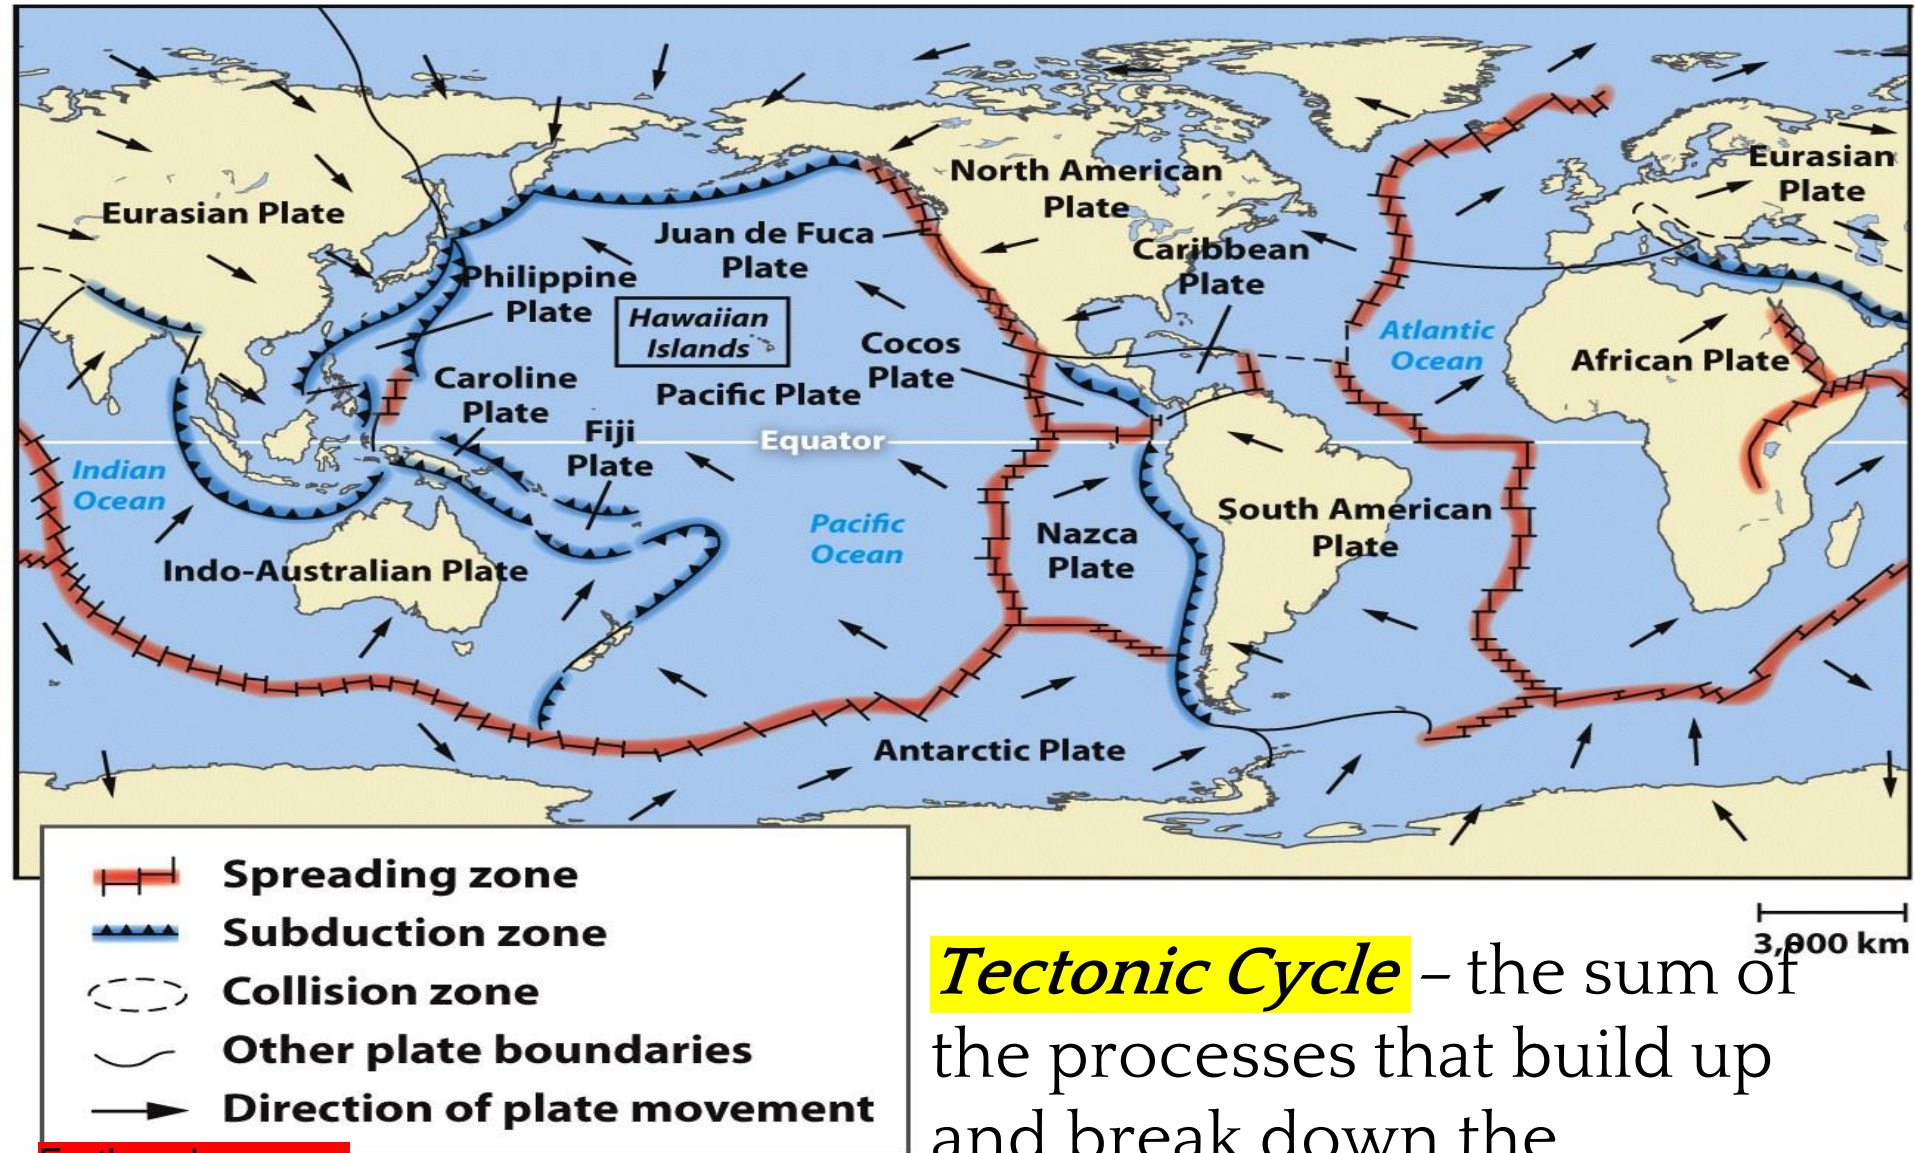 North American
Plate
Eurasian
Plate
Eurasian Plate
Juan de Fuca
Plate
Caribbean
Plate
Philippine
Plate
Hawaiian
Islands
Cocos
Plate
Atlantic
Ocean
African Plate
Caroline
Plate
Pacific Plate
Fiji
Plate
Equator
Indian
Ocean
Pacific
Ocean
Nazca
Plate
South American
Plate
Indo-Australian Plate
Antarctic Plate
Spreading zone
Subduction zone
Collision zone
Other plate boundaries
Direction of plate movement
3,000 km
Tectonic Cycle – the sum of
the processes that build up
and break down the